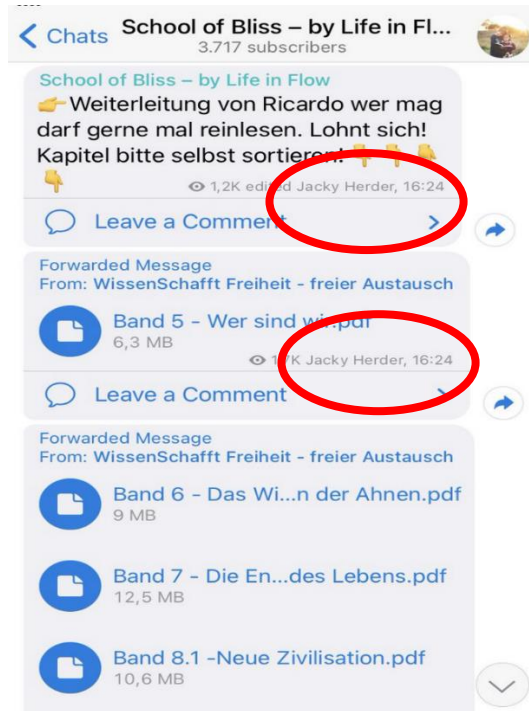 Chats
School of Bliss – by Life in Fl...
3.717 subscribers
School of Bliss – by Life in Flow
👉Weiterleitung von Ricardo wer mag
darf gerne mal reinlesen. Lohnt sich!
Kapitel bitte selbst sortieren! 👇👇👇
👇
1,2K edited Jacky Herder, 16:24
Leave a Comment
Forwarded Message
From: WissenSchafft Freiheit - freier Austausch
Band 5 - Wer sind wir.pdf
6,3 MB
1,7K Jacky Herder, 16:24
Leave a Comment
Forwarded Message
From: WissenSchafft Freiheit - freier Austausch
Band 6 - Das Wi...n der Ahnen.pdf
9 MB
Band 7 - Die En...des Lebens.pdf
12,5 MB
Band 8.1 -Neue Zivilisation.pdf
10,6 MB